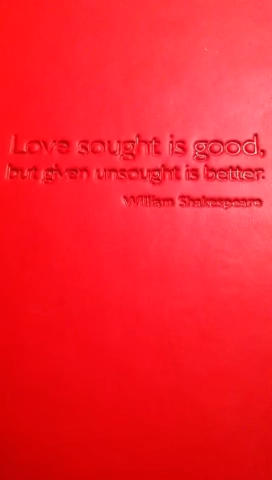 Love sought is good,
but given unsought is better.
William Shakespeare